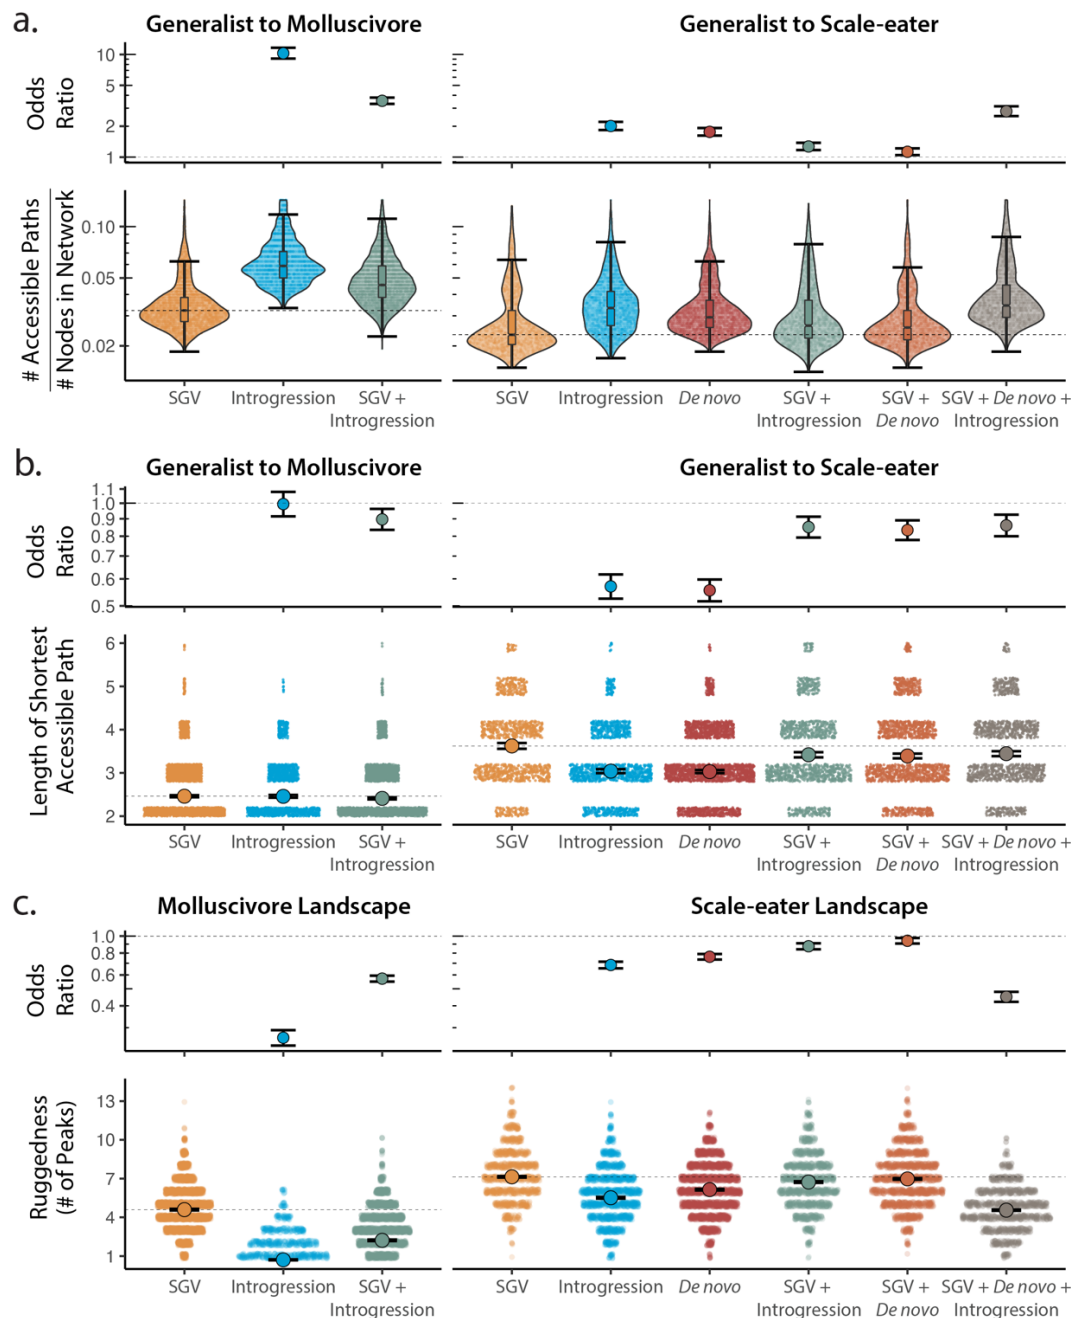 a.
Generalist to Molluscivore
Generalist to Scale-eater
Odds
Ratio
10
5
2
1
# Accessible Paths
# Nodes in Network
0.10
0.05
0.02
SGV
Introgression
SGV +
Introgression
SGV
Introgression
De novo
SGV +
Introgression
SGV +
De novo
SGV + De novo +
Introgression
b.
Generalist to Molluscivore
Generalist to Scale-eater
Odds
Ratio
1.1
1.0
0.9
0.8
0.7
0.6
0.5
Length of Shortest
Accessible Path
6
5
4
3
2
SGV
Introgression
SGV +
Introgression
SGV
Introgression
De novo
SGV +
Introgression
SGV +
De novo
SGV + De novo +
Introgression
c.
Molluscivore Landscape
Scale-eater Landscape
Odds
Ratio
1.0
0.8
0.6
0.4
Ruggedness
(# of Peaks)
13
10
7
4
1
SGV
Introgression
SGV +
Introgression
SGV
Introgression
De novo
SGV +
Introgression
SGV +
De novo
SGV + De novo +
Introgression